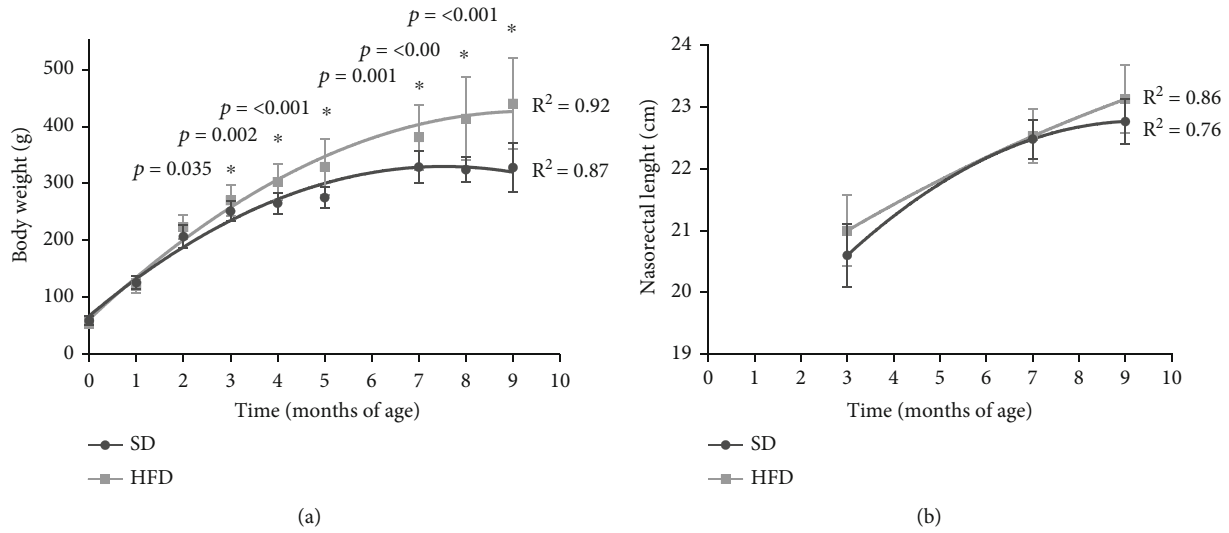 p = <0.001
p = <0.00
p = 0.001
p = <0.001
p = 0.002
p = 0.035
* * * * * * *
500
400
300
200
100
0
Body weight (g)
R² = 0.92
R² = 0.87
0 1 2 3 4 5 6 7 8 9 10
Time (months of age)
SD
HFD
(a)
24
23
22
21
20
19
Nasorectal lenght (cm)
R² = 0.86
R² = 0.76
0 1 2 3 4 5 6 7 8 9 10
Time (months of age)
SD
HFD
(b)